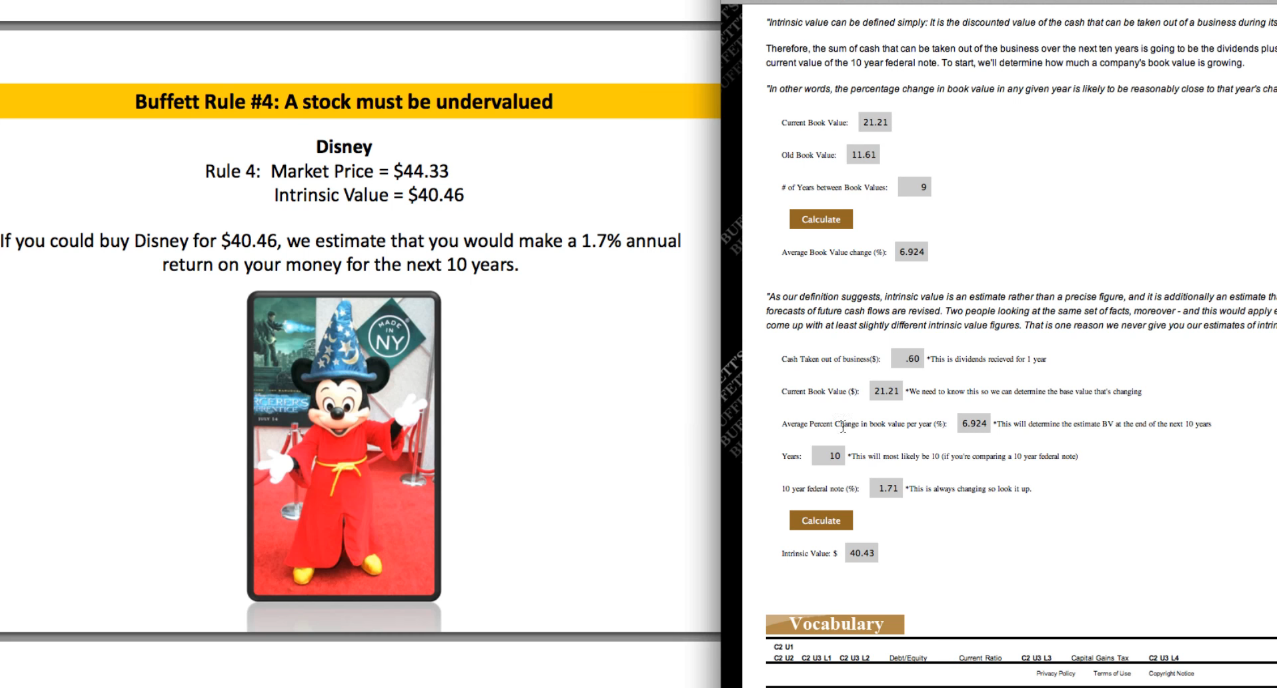 Buffett Rule #4: A stock must be undervalued
Disney
Rule 4: Market Price = $44.33
Intrinsic Value = $40.46
If you could buy Disney for $40.46, we estimate that you would make a 1.7% annual
return on your money for the next 10 years.
MADE
IN
NY
"Intrinsic value can be defined simply: It is the discounted value of the cash that can be taken out of a business during its
Therefore, the sum of cash that can be taken out of the business over the next ten years is going to be the dividends plus
current value of the 10 year federal note. To start, we'll determine how much a company's book value is growing.
"In other words, the percentage change in book value in any given year is likely to be reasonably close to that year's cha
Current Book Value: 21.21
Old Book Value: 11.61
# of Years between Book Values: 9
Calculate
Average Book Value change (%): 6.924
"As our definition suggests, intrinsic value is an estimate rather than a precise figure, and it is additionally an estimate th
forecasts of future cash flows are revised. Two people looking at the same set of facts, moreover - and this would apply e
come up with at least slightly different intrinsic value figures. That is one reason we never give you our estimates of intrin
Cash Taken out of business($): .60 *This is dividends recieved for 1 year
Current Book Value ($): 21.21 *We need to know this so we can determine the base value that's changing
Average Percent Change in book value per year (%): 6.924 *This will determine the estimate BV at the end of the next 10 years
Years: 10 *This will most likely be 10 (if you're comparing a 10 year federal note)
10 year federal note (%): 1.71 *This is always changing so look it up.
Calculate
Intrinsic Value: $ 40.43
Vocabulary
C2 U1
C2 U2 C2 U3 L1 C2 U3 L2 Debt/Equity Current Ratio C2 U3 L3 Capital Gains Tax C2 U3 L4
Privacy Policy Terms of Use Copyright Notice